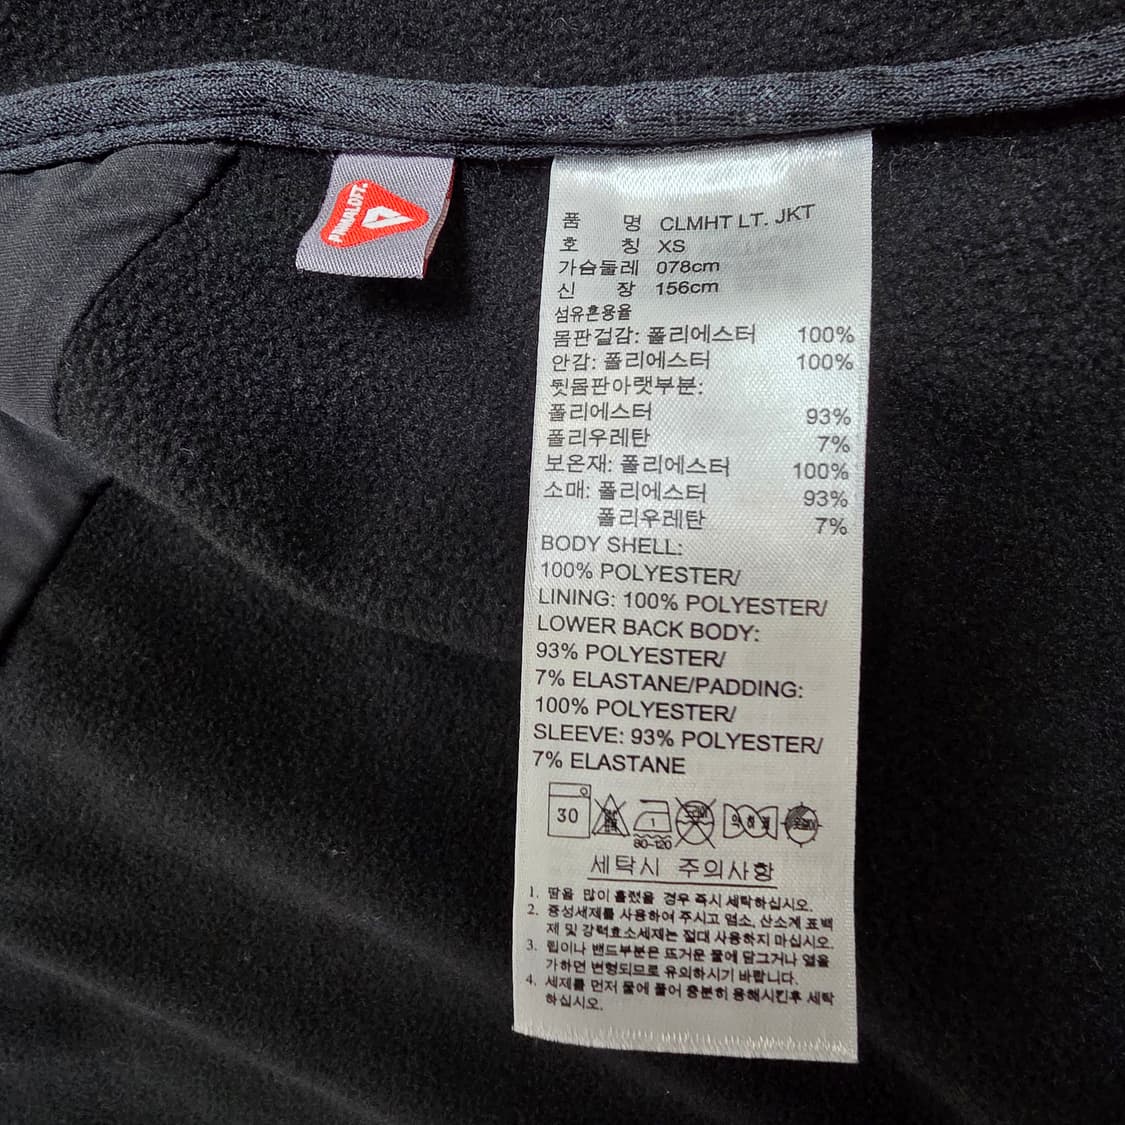 PRIMALOFT
품 명 CLMHT LT. JKT
호 칭 XS
가슴둘레 078cm
신 장 156cm
섬유혼용율
몸판겉감: 폴리에스터 100%
안감: 폴리에스터 100%
뒷몸판아랫부분:
폴리에스터 93%
폴리우레탄 7%
보온재: 폴리에스터 100%
소매: 폴리에스터 93%
폴리우레탄 7%
BODY SHELL:
100% POLYESTER/
LINING: 100% POLYESTER/
LOWER BACK BODY:
93% POLYESTER/
7% ELASTANE/PADDING:
100% POLYESTER/
SLEEVE: 93% POLYESTER/
7% ELASTANE
30 1 80-120
세탁시 주의사항
1. 땀을 많이 흘렸을 경우 즉시 세탁하십시오.
2. 중성세제를 사용하여 주시고 염소, 산소계 표백
제 및 강력효소세제는 절대 사용하지 마십시오.
3. 립이나 밴드부분은 뜨거운 물에 담그거나 열을
가하면 변형되므로 유의하시기 바랍니다.
4. 세제를 먼저 물에 풀어 충분히 용해시킨후 세탁
하십시오.